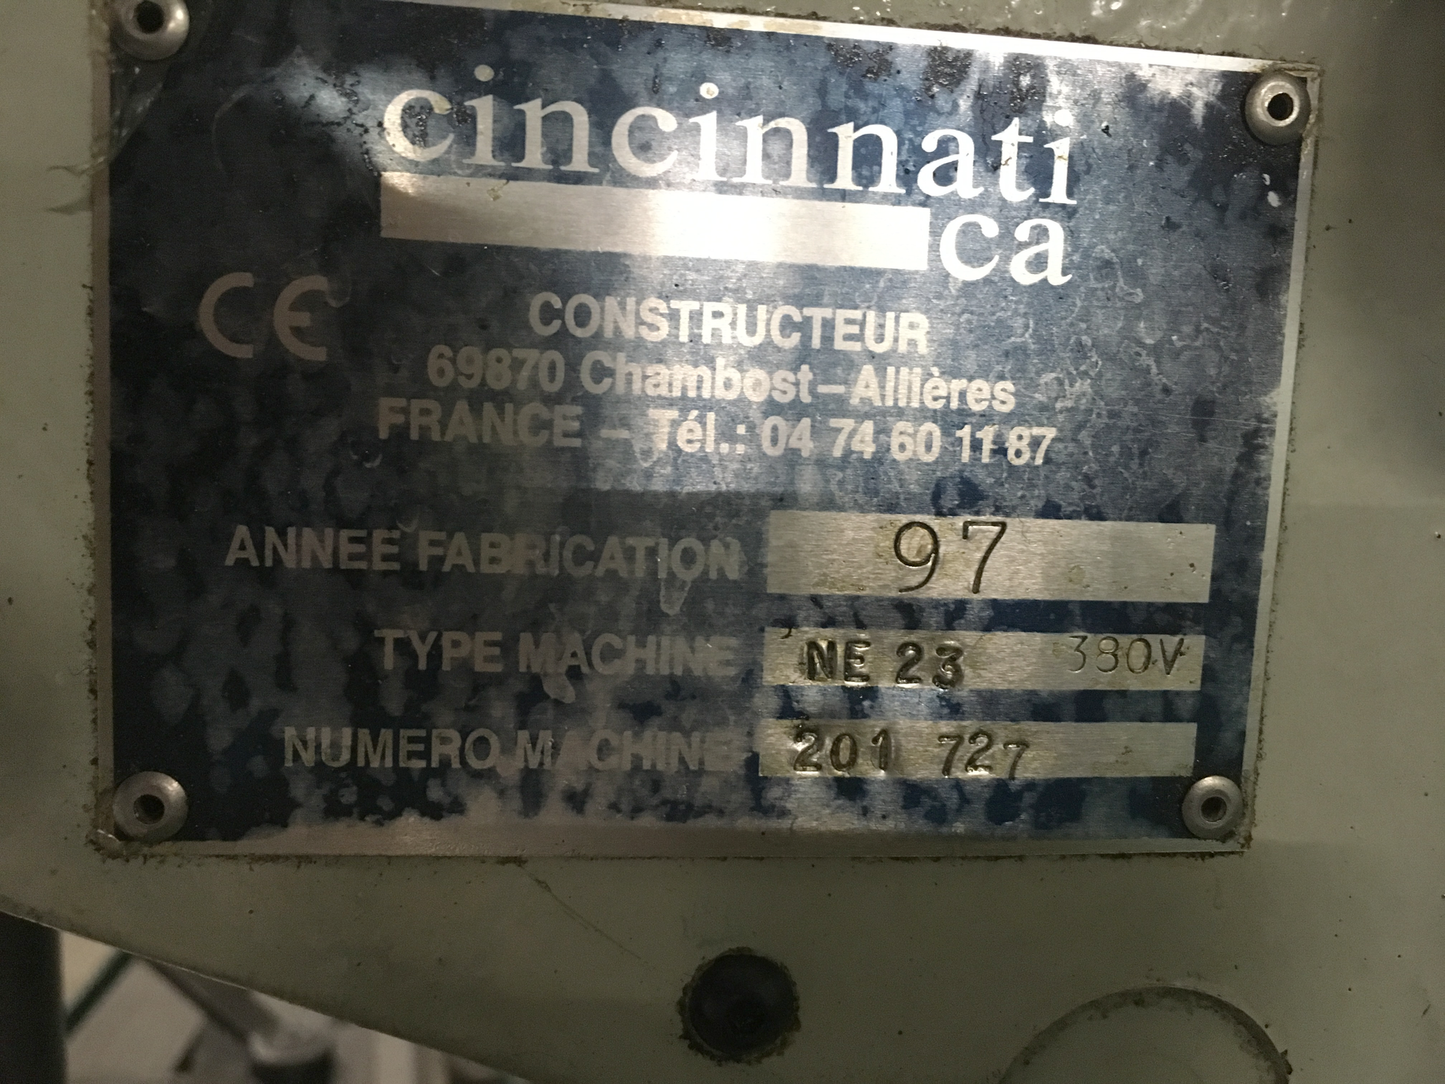 cincinnati
ca
CE
CONSTRUCTEUR
69870 Chambost-Allières
FRANCE - Tél.: 04 74 60 11 87
ANNEE FABRICATION 97
TYPE MACHINE NE 23 380V
NUMERO MACHINE 201 727